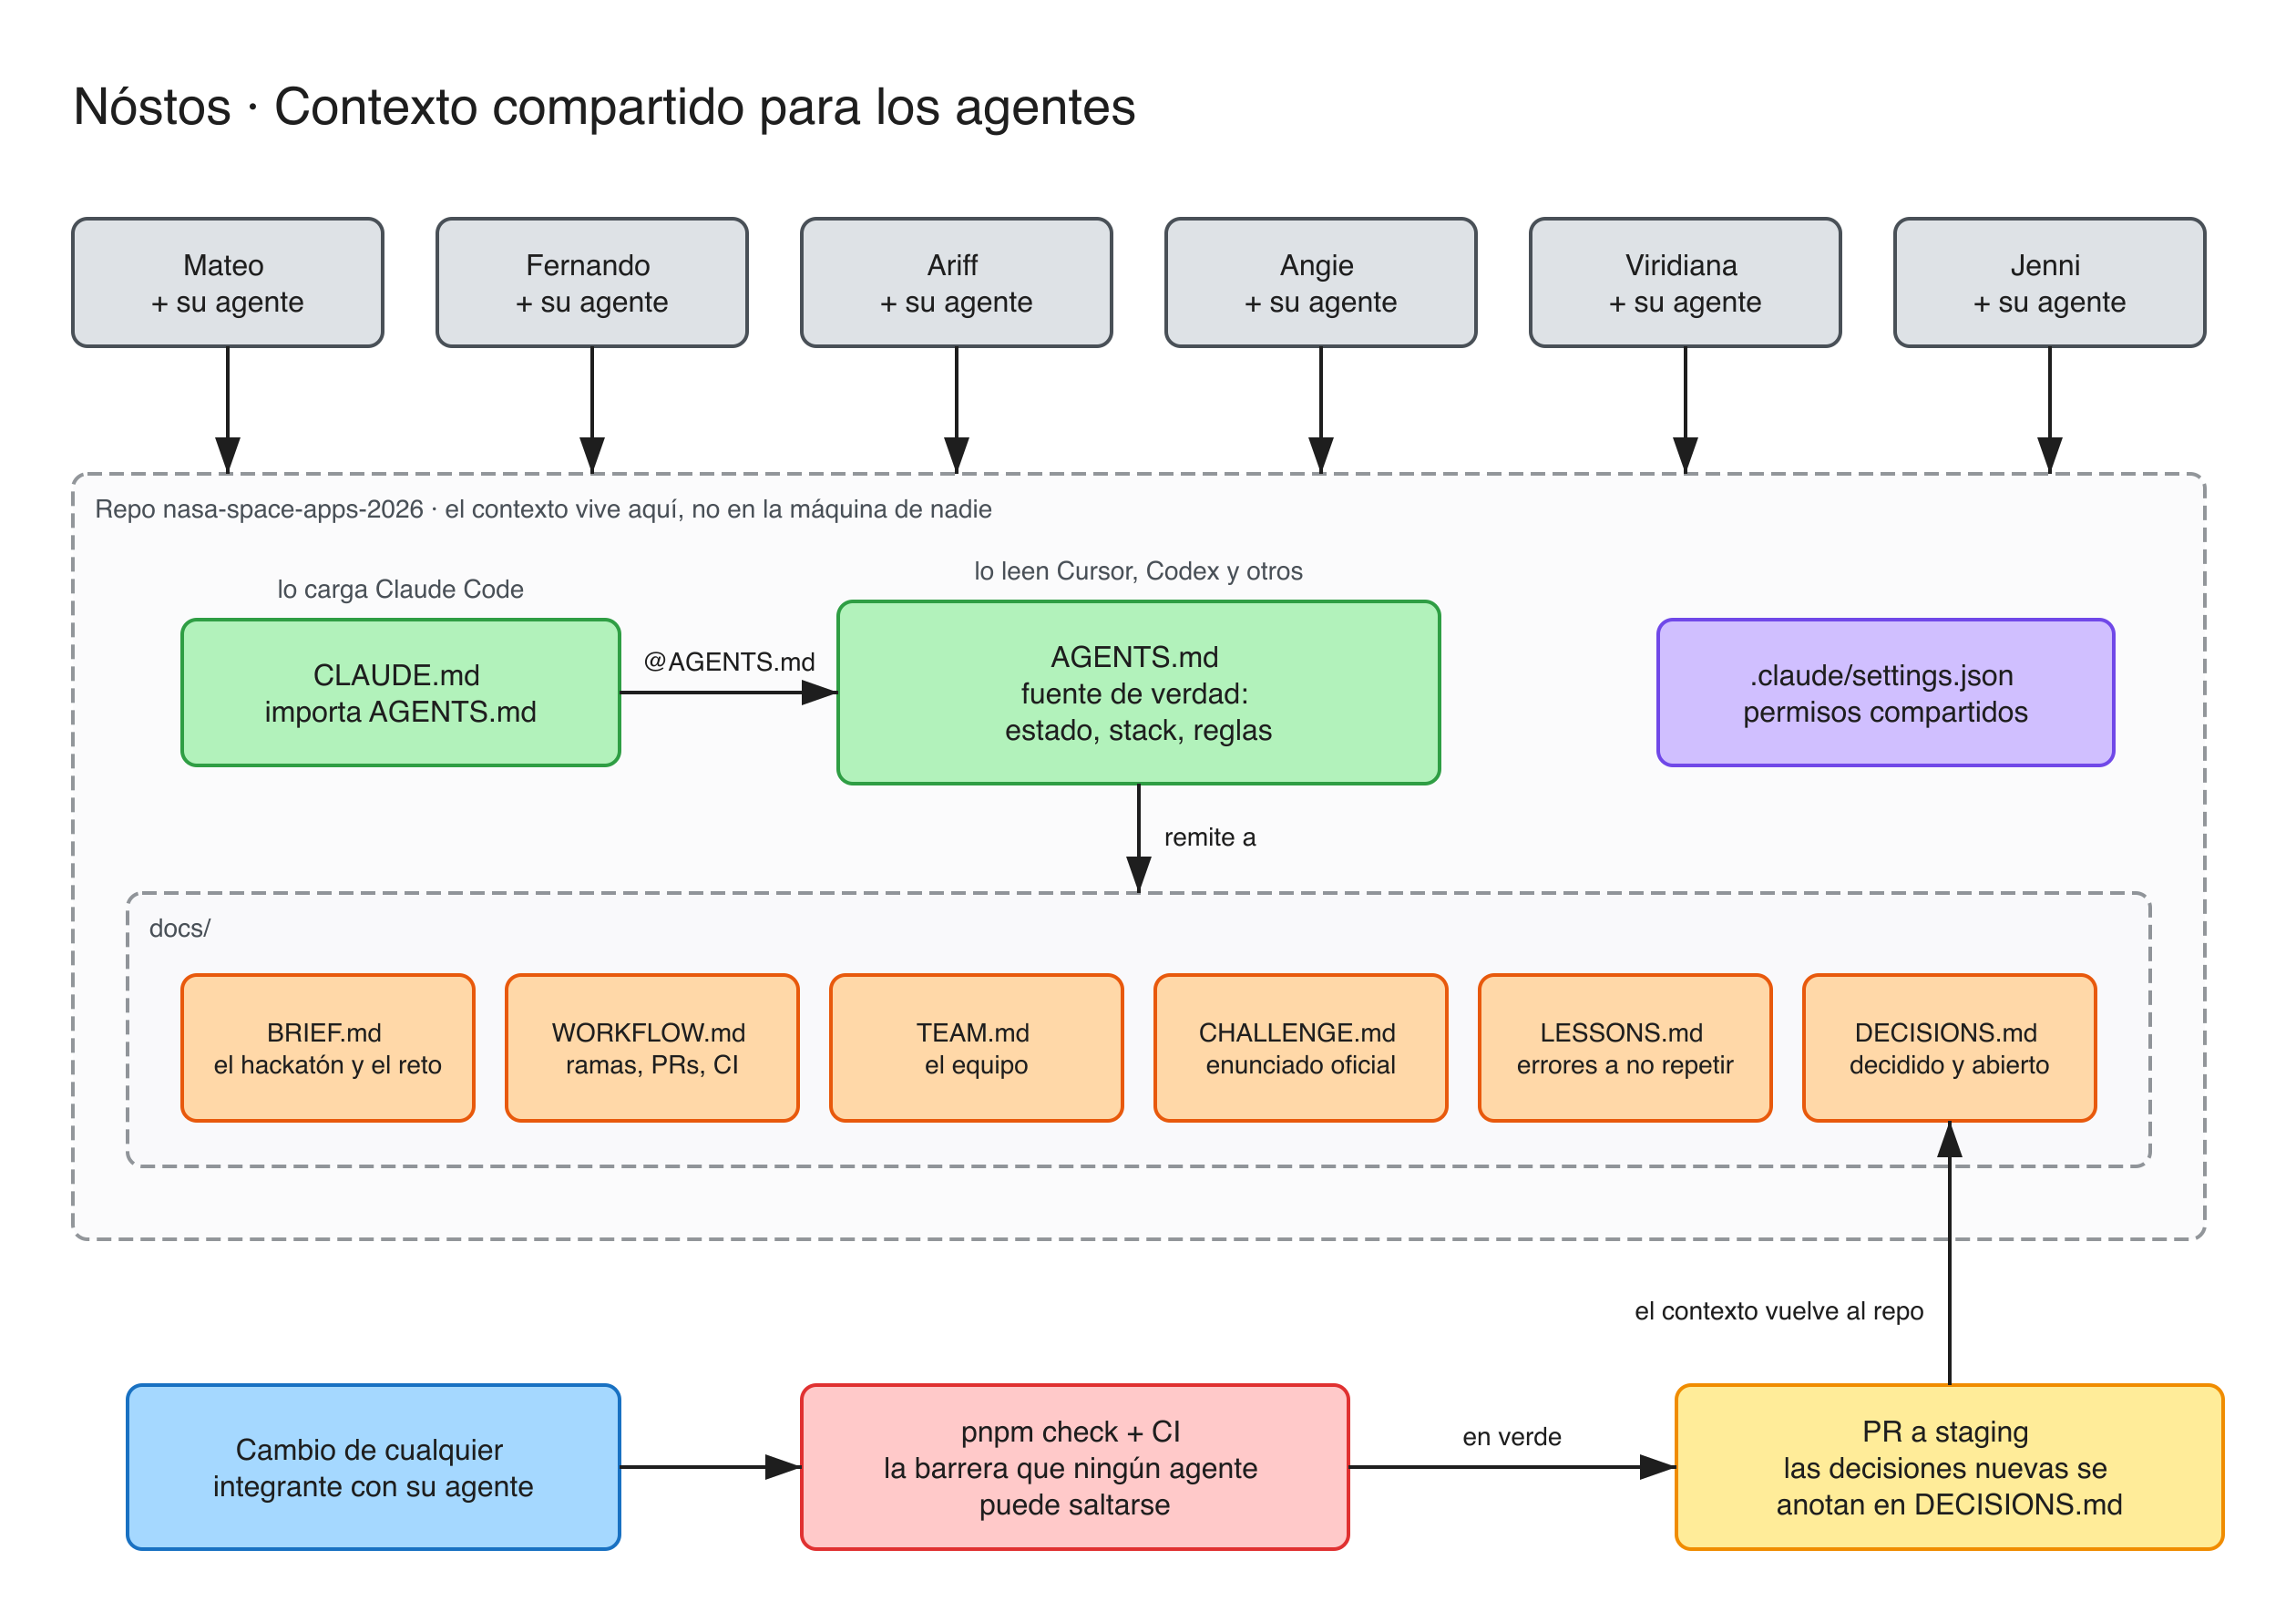 Nóstos · Contexto compartido para los agentes
Mateo
+ su agente
Fernando
+ su agente
Ariff
+ su agente
Angie
+ su agente
Viridiana
+ su agente
Jenni
+ su agente
Repo nasa-space-apps-2026 · el contexto vive aquí, no en la máquina de nadie
lo carga Claude Code
CLAUDE.md
importa AGENTS.md
@AGENTS.md
lo leen Cursor, Codex y otros
AGENTS.md
fuente de verdad:
estado, stack, reglas
.claude/settings.json
permisos compartidos
remite a
docs/
BRIEF.md
el hackatón y el reto
WORKFLOW.md
ramas, PRs, CI
TEAM.md
el equipo
CHALLENGE.md
enunciado oficial
LESSONS.md
errores a no repetir
DECISIONS.md
decidido y abierto
el contexto vuelve al repo
Cambio de cualquier
integrante con su agente
pnpm check + CI
la barrera que ningún agente
puede saltarse
en verde
PR a staging
las decisiones nuevas se
anotan en DECISIONS.md